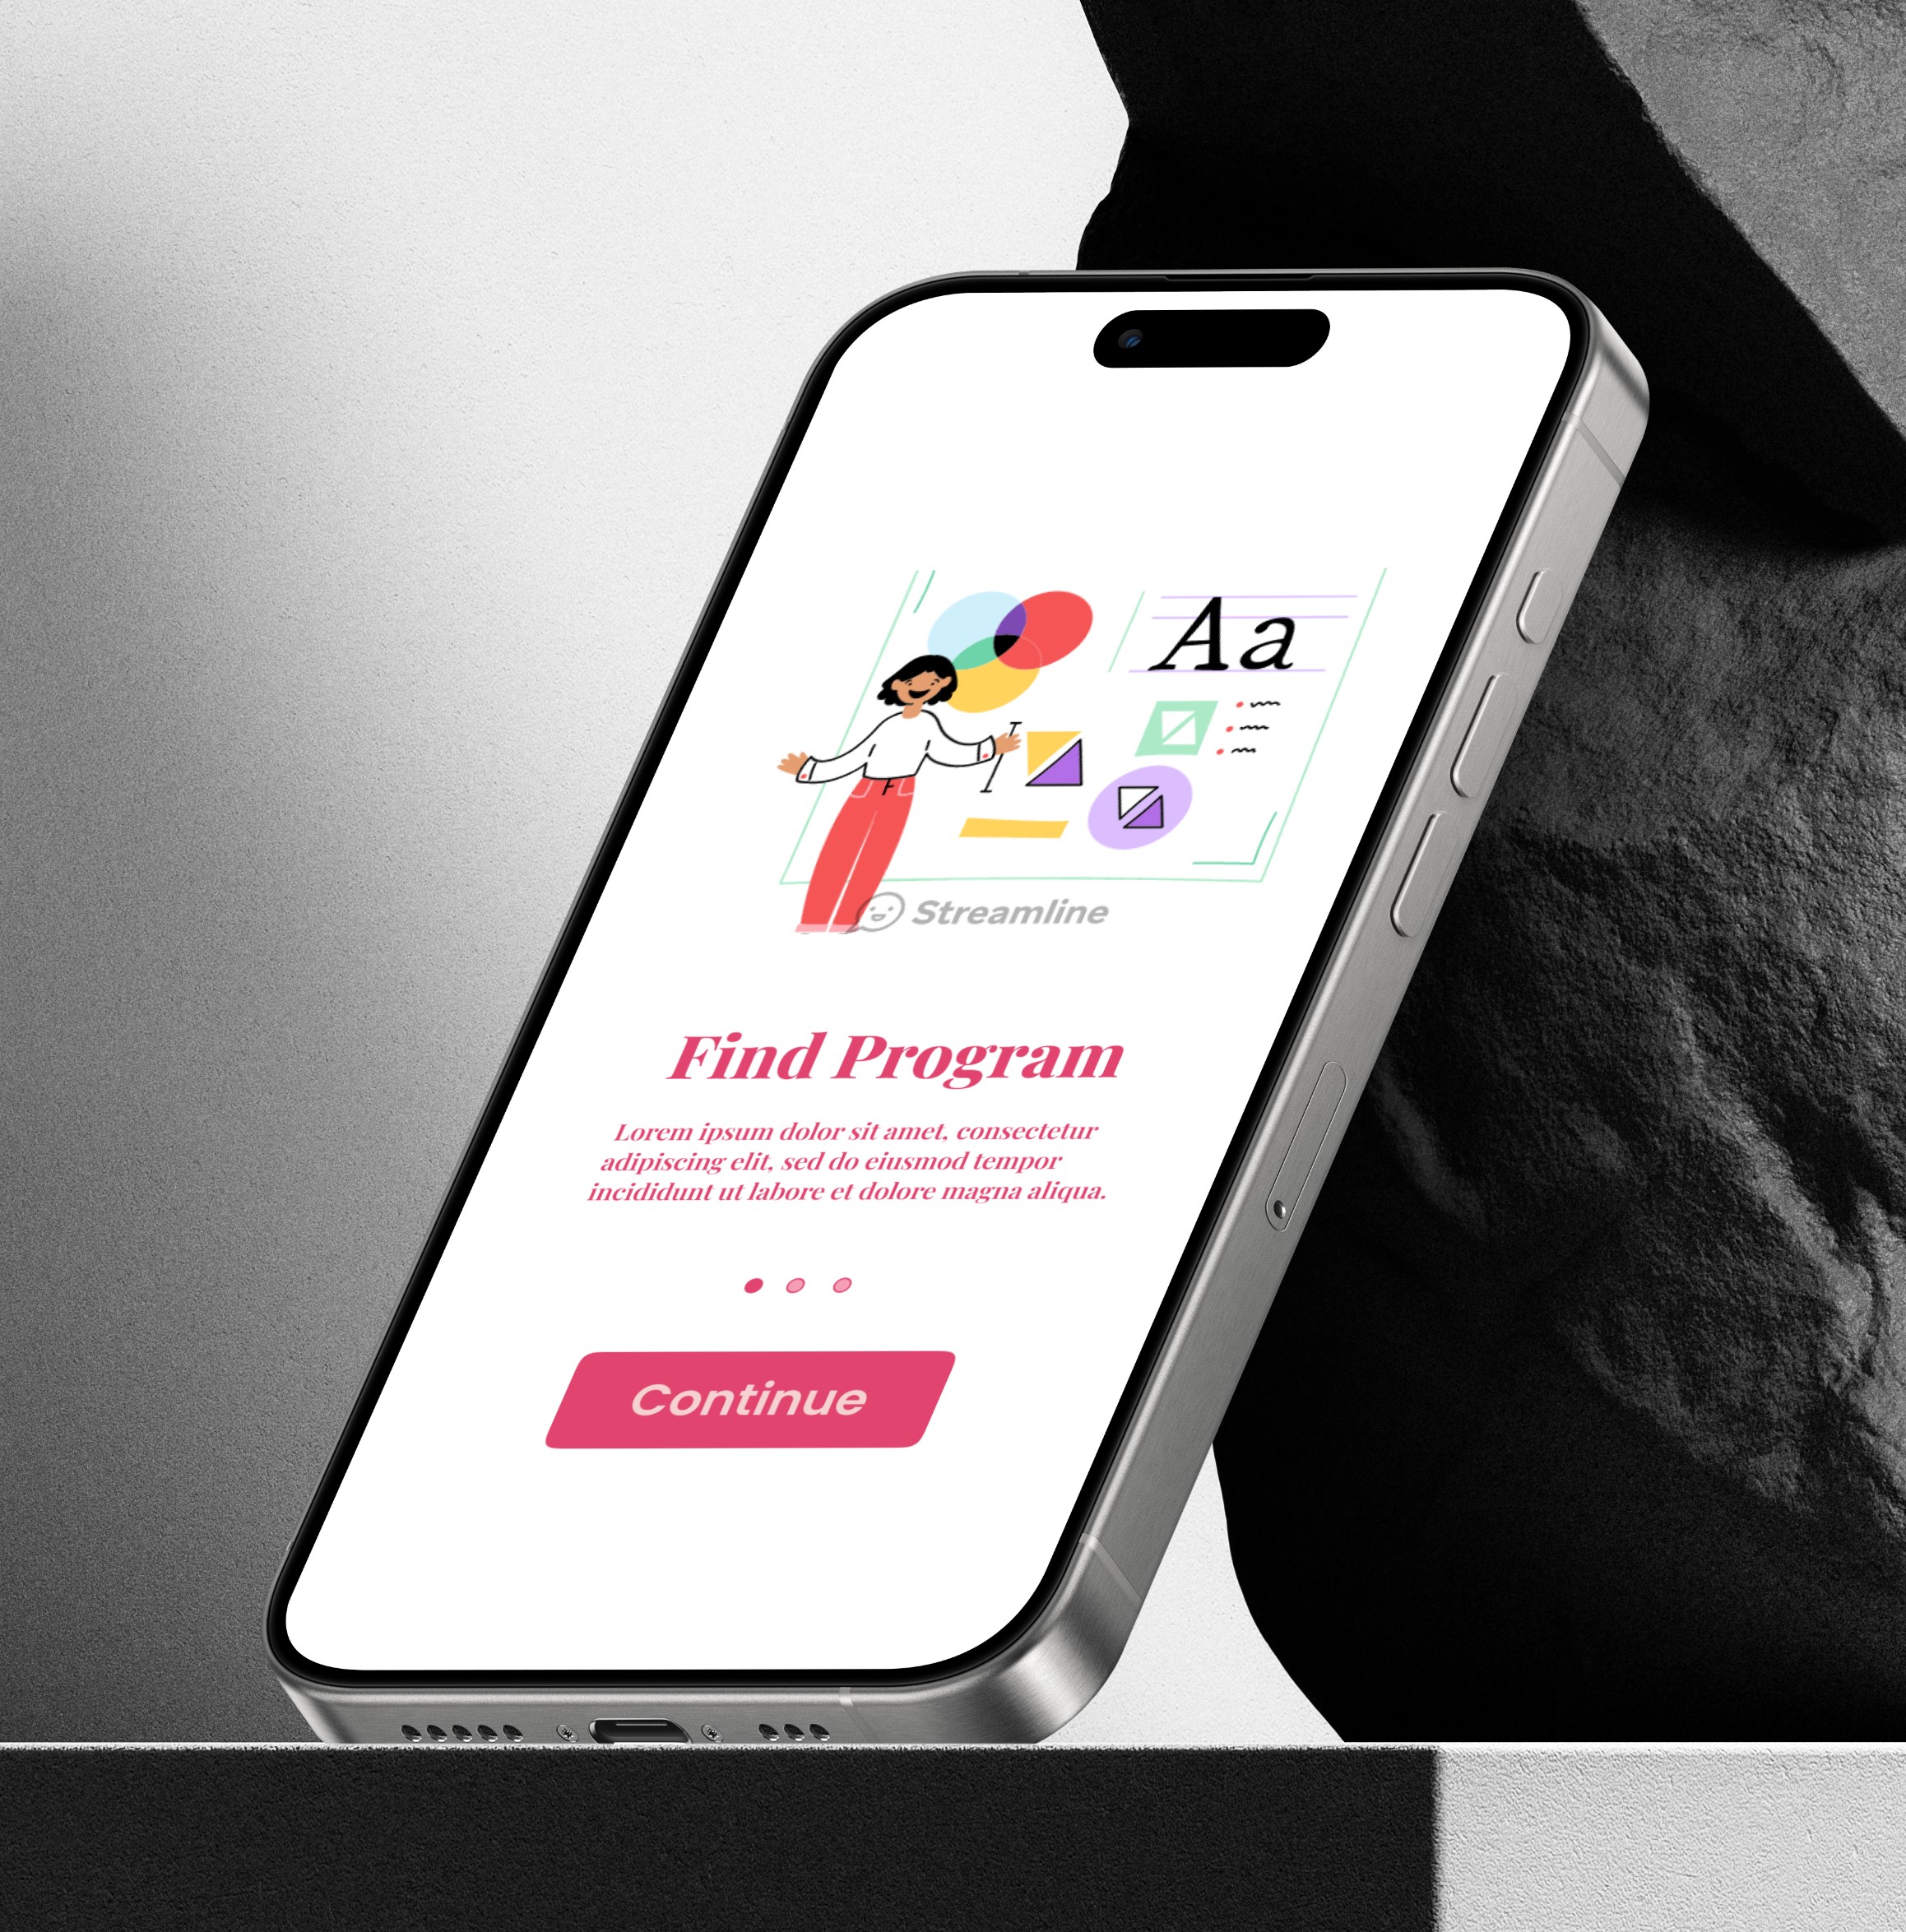 Aa
Streamline
Find Program
Lorem ipsum dolor sit amet, consectetur
adipiscing elit, sed do eiusmod tempor
incididunt ut labore et dolore magna aliqua.
Continue